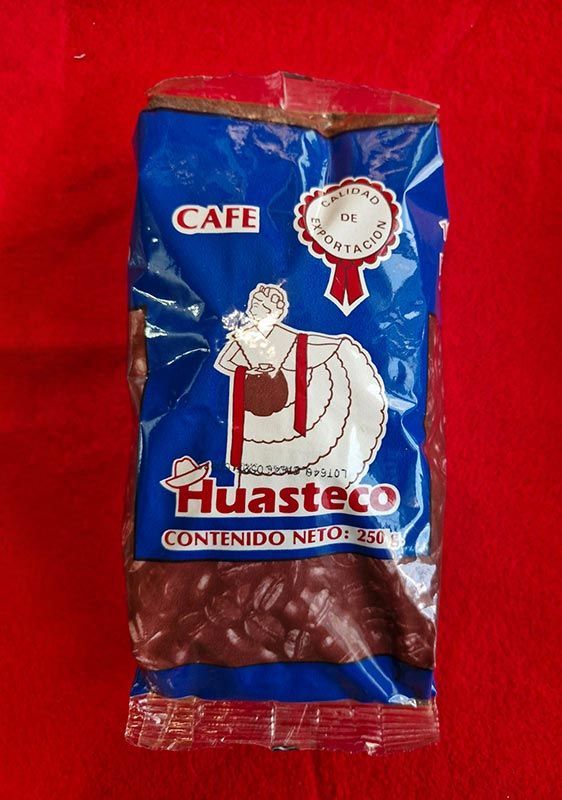 CAFE
CALIDAD
DE
EXPORTACION
Huasteco
CONTENIDO NETO: 250 g